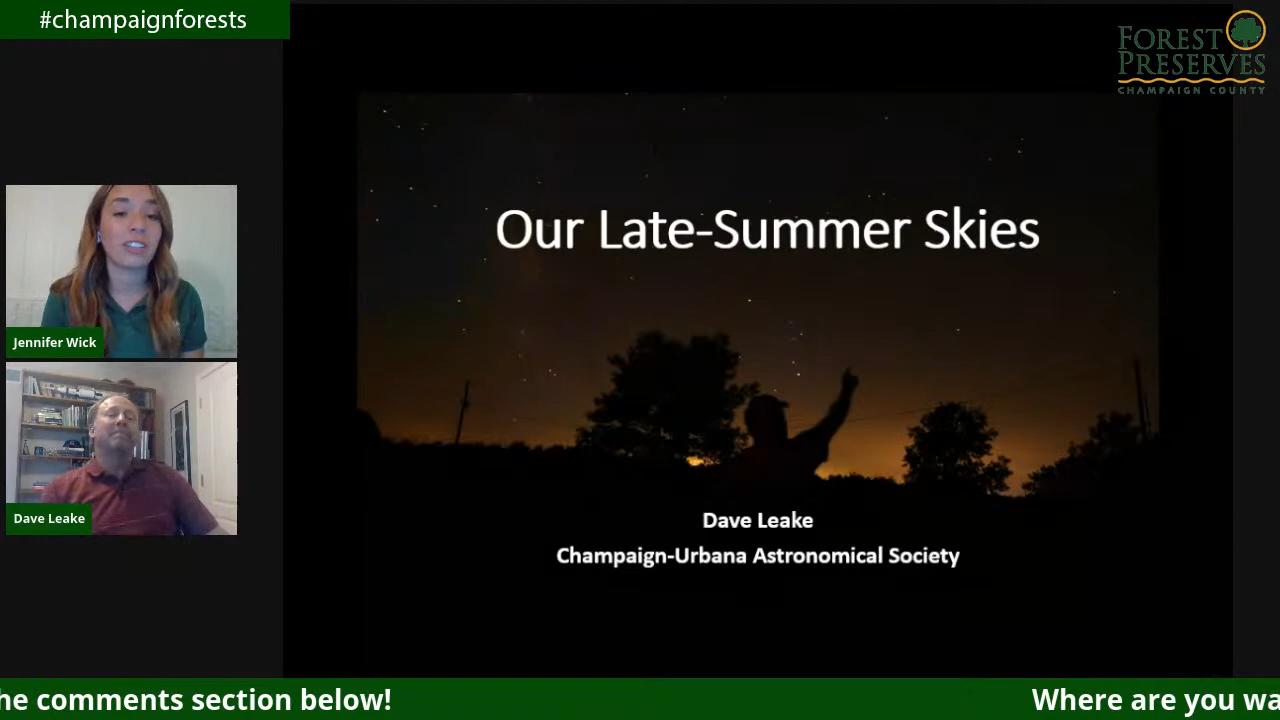 #champaignforests
FOREST
PRESERVES
CHAMPAIGN COUNTY
Our Late-Summer Skies
Jennifer Wick
Dave Leake
Dave Leake
Champaign-Urbana Astronomical Society
he comments section below!
Where are you wa